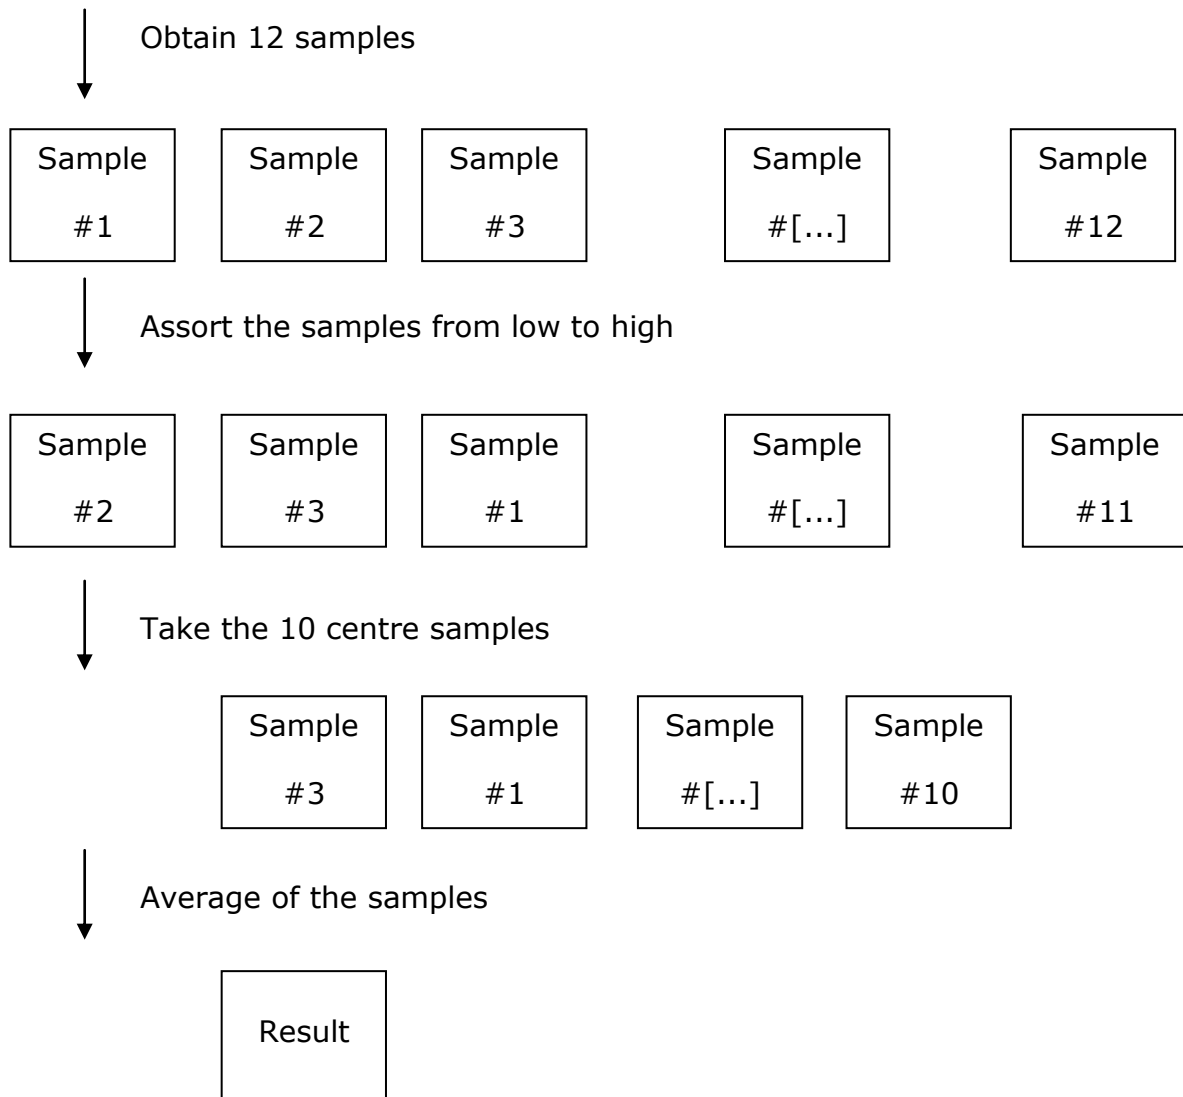 Obtain 12 samples
Sample Sample Sample Sample Sample
#1 #2 #3 #[...] #12
Assort the samples from low to high
Sample Sample Sample Sample Sample
#2 #3 #1 #[...] #11
Take the 10 centre samples
Sample Sample Sample Sample
#3 #1 #[...] #10
Average of the samples
Result